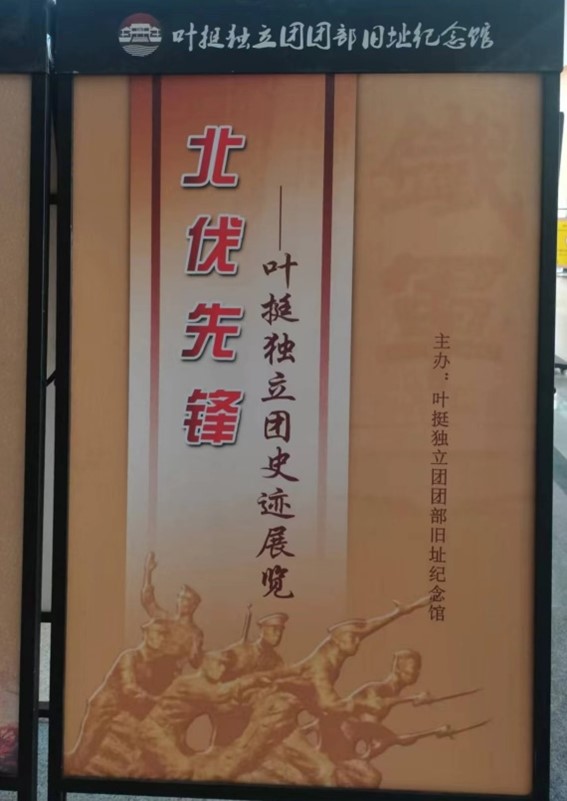 叶挺独立团团部旧址纪念馆
北伐先锋
——叶挺独立团史迹展览
主办：叶挺独立团团部旧址纪念馆
鐵軍